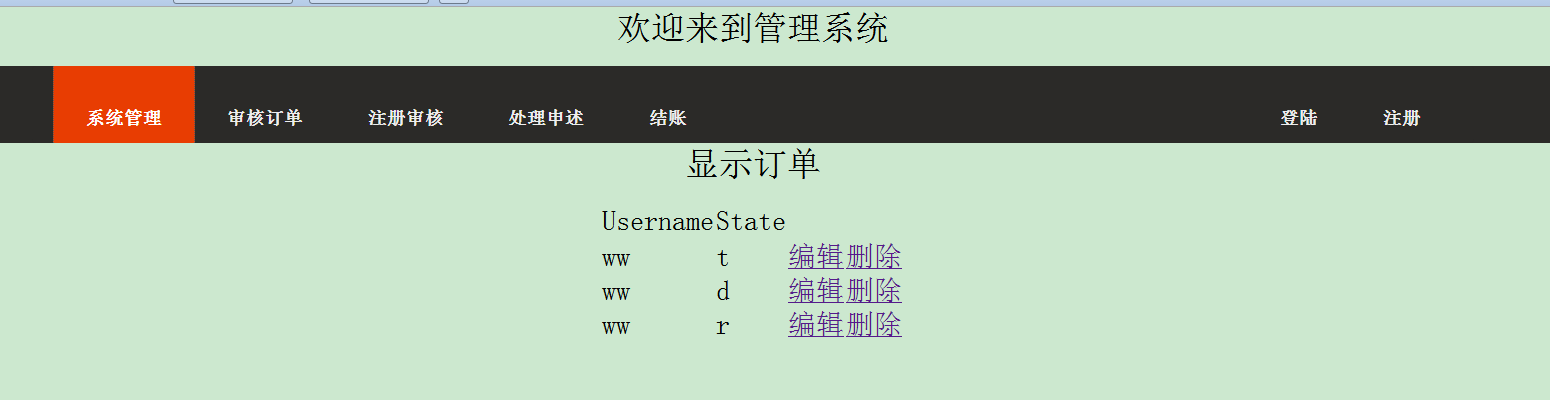 欢迎来到管理系统
系统管理 审核订单 注册审核 处理申述 结账 登陆 注册
显示订单
Username State
ww t 编辑 删除
ww d 编辑 删除
ww r 编辑 删除